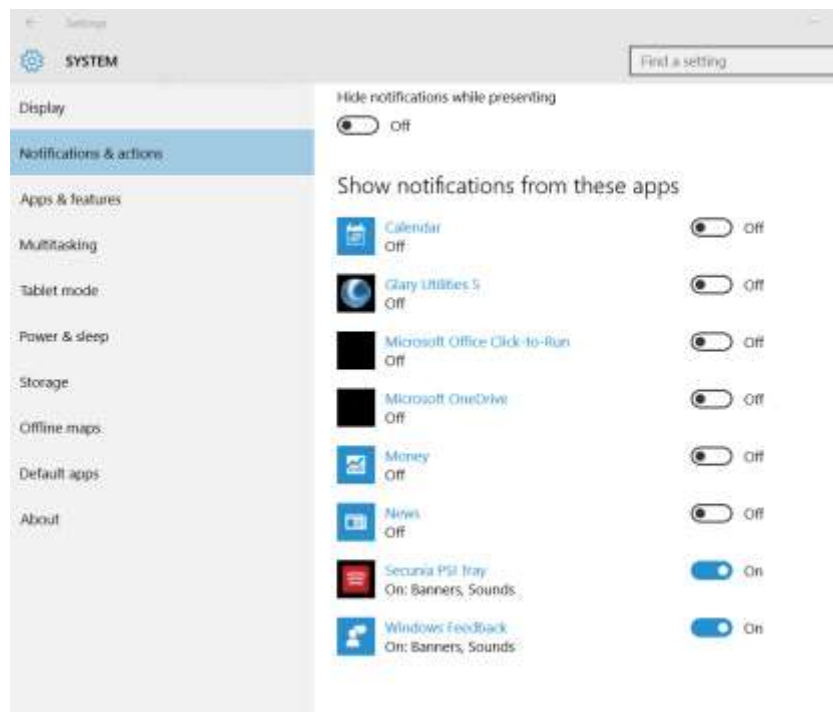 Settings
SYSTEM
Find a setting
Display
Notifications & actions
Apps & features
Multitasking
Tablet mode
Power & sleep
Storage
Offline maps
Default apps
About
Hide notifications while presenting
Off
Show notifications from these apps
Calendar
Off
Off
Glary Utilities 5
Off
Off
Microsoft Office Click-to-Run
Off
Off
Microsoft OneDrive
Off
Off
Money
Off
Off
News
Off
Off
Secunia PSI Tray
On: Banners, Sounds
On
Windows Feedback
On: Banners, Sounds
On